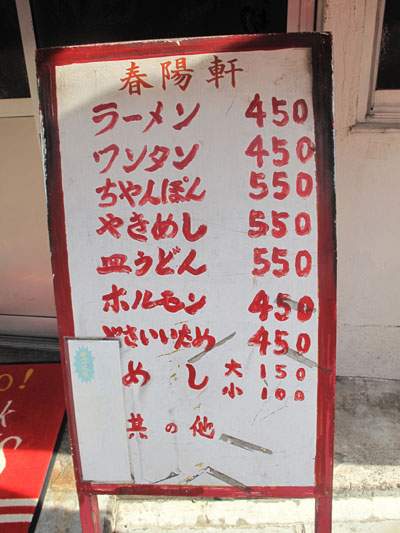 春陽軒
ラーメン 450
ワンタン 450
ちゃんぽん 550
やきめし 550
皿うどん 550
ホルモン 450
やさいいため 450
めし 大 150
小 100
其の他